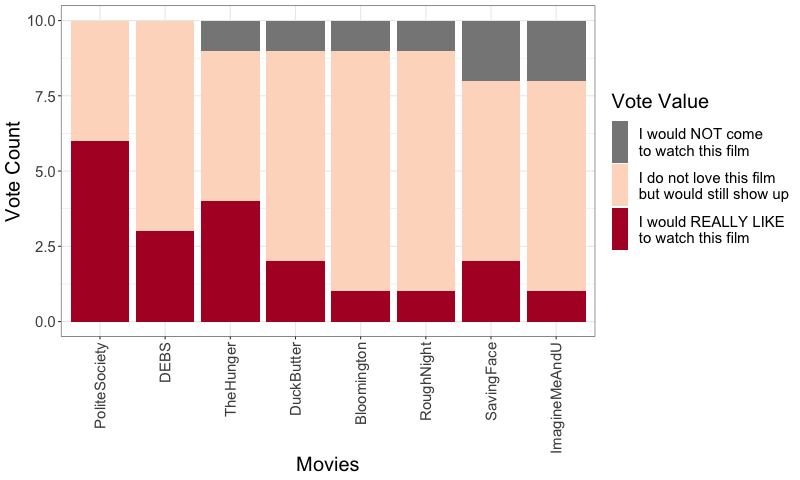 Vote Count
10.0
7.5
5.0
2.5
0.0
PoliteSociety
DEBS
TheHunger
DuckButter
Bloomington
RoughNight
SavingFace
ImagineMeAndU
Movies
Vote Value
I would NOT come
to watch this film
I do not love this film
but would still show up
I would REALLY LIKE
to watch this film